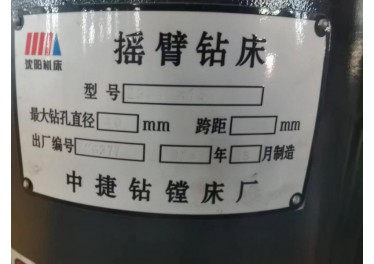 摇臂钻床
沈阳机床
型号
最大钻孔直径 mm 跨距 mm
出厂编号 年 月制造
中捷钻镗床厂